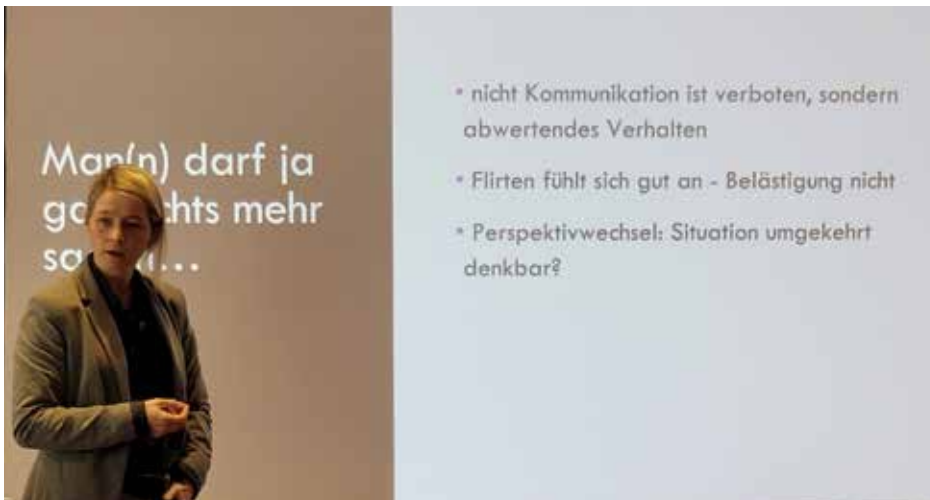 Man(n) darf ja
mehr
• nicht Kommunikation ist verboten, sondern
abwertendes Verhalten
• Flirten fühlt sich gut an - Belästigung nicht
• Perspektivwechsel: Situation umgekehrt
denkbar?